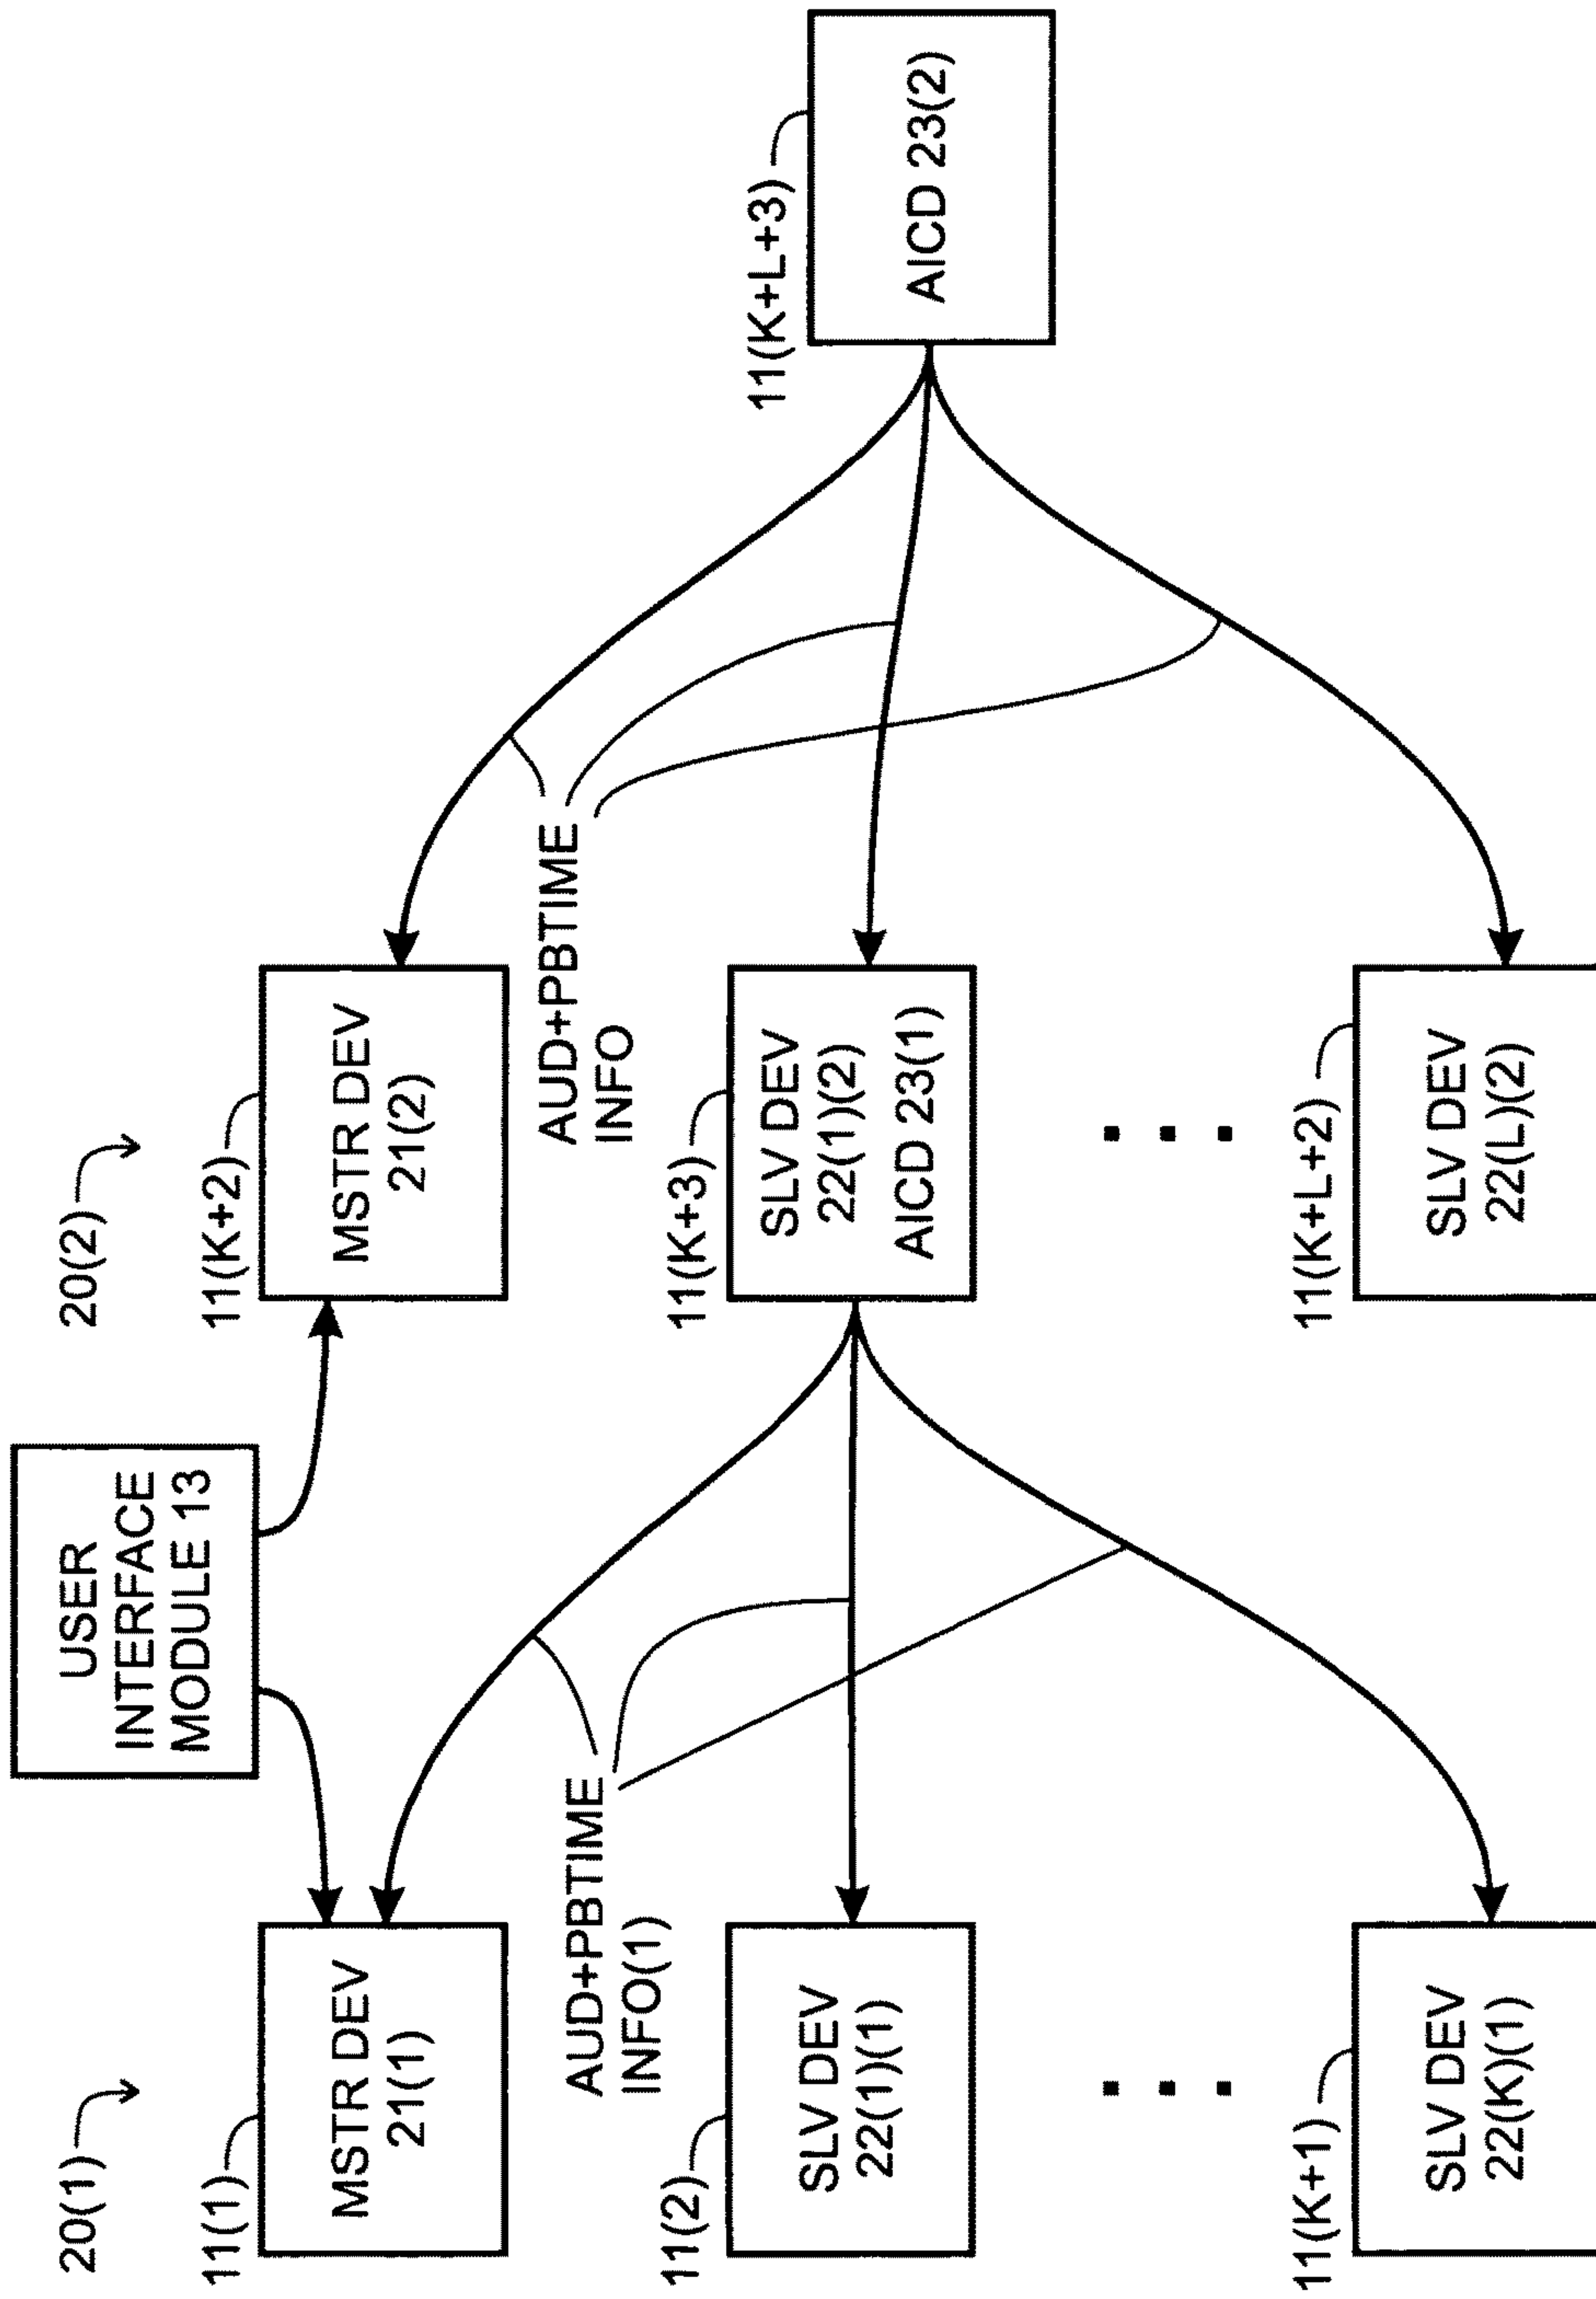 USER
INTERFACE
MODULE 13
20(1)
11(1)
MSTR DEV
21(1)
AUD+PBTIME
INFO(1)
11(2)
SLV DEV
22(1)(1)
11(K+1)
SLV DEV
22(K)(1)
20(2)
11(K+2)
MSTR DEV
21(2)
AUD+PBTIME
INFO
11(K+3)
SLV DEV
22(1)(2)
AICD 23(1)
11(K+L+2)
SLV DEV
22(L)(2)
11(K+L+3)
AICD 23(2)